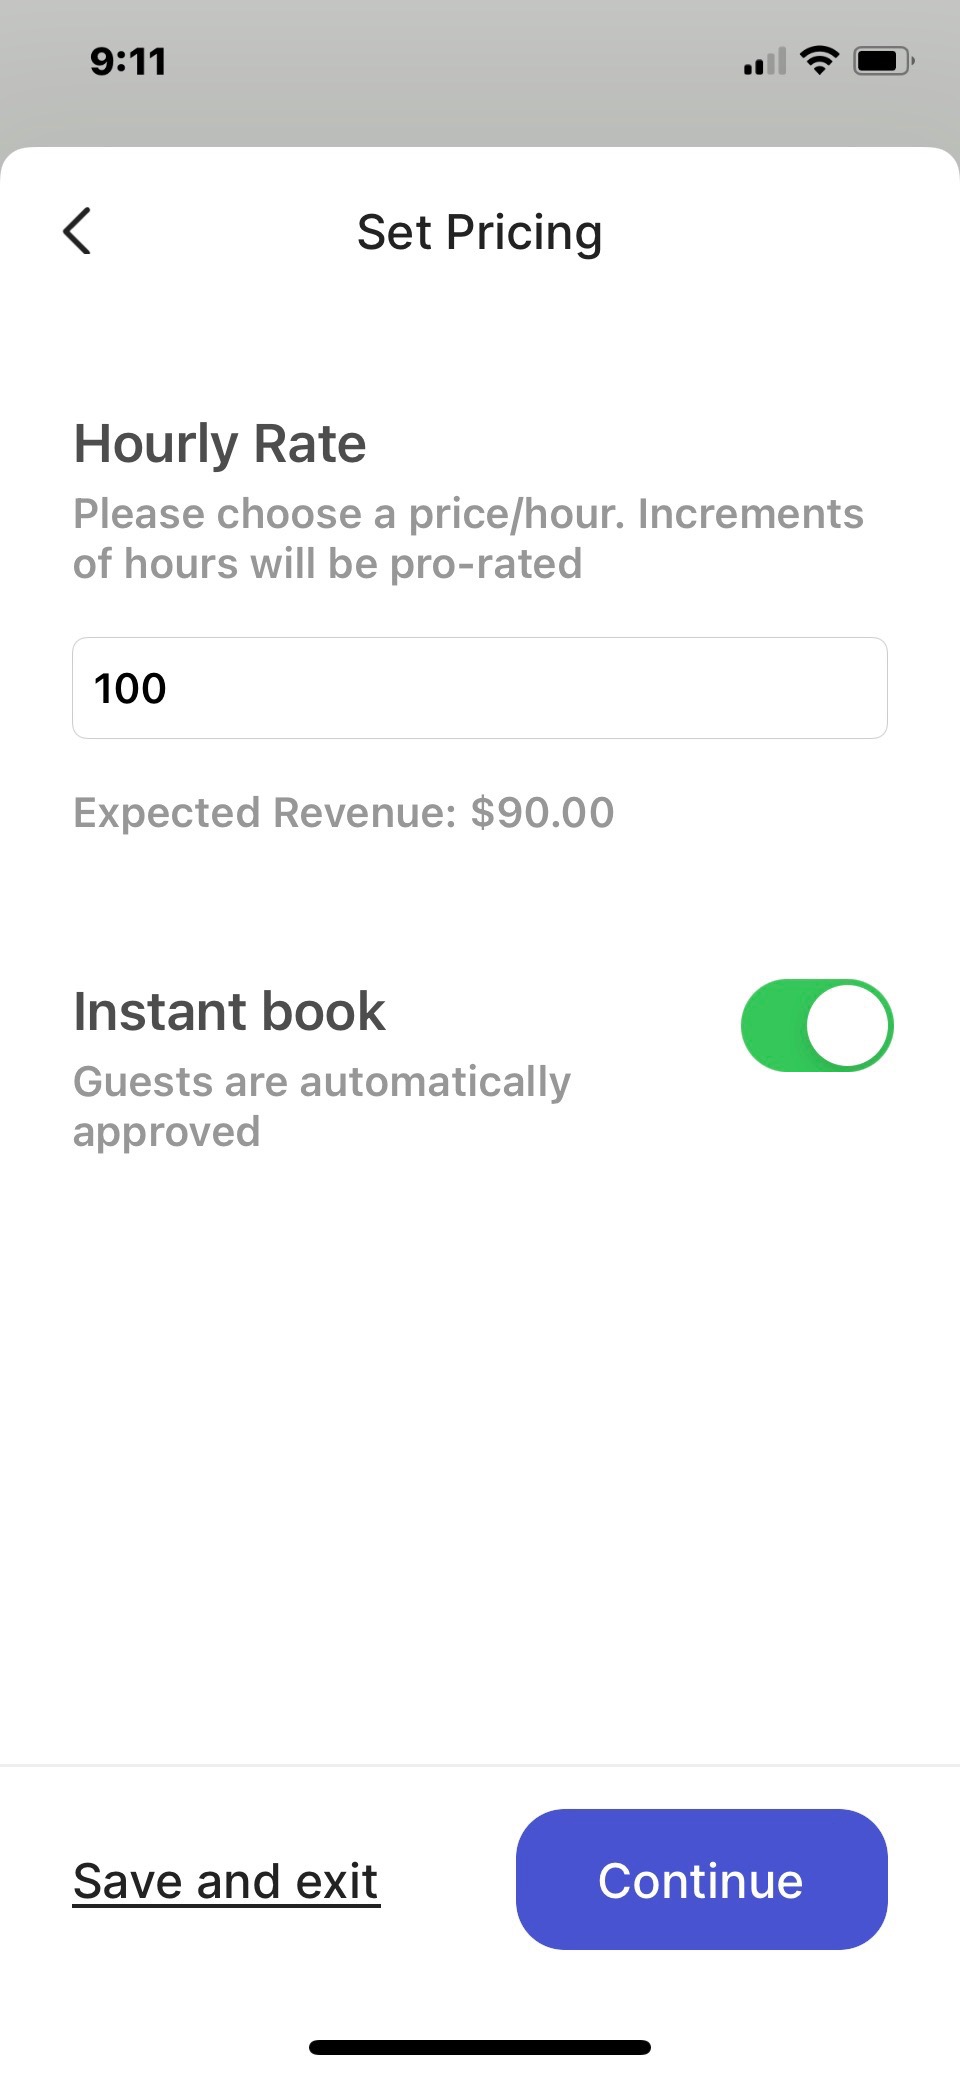 9:11
Set Pricing
Hourly Rate
Please choose a price/hour. Increments
of hours will be pro-rated
100
Expected Revenue: $90.00
Instant book
Guests are automatically
approved
Save and exit
Continue